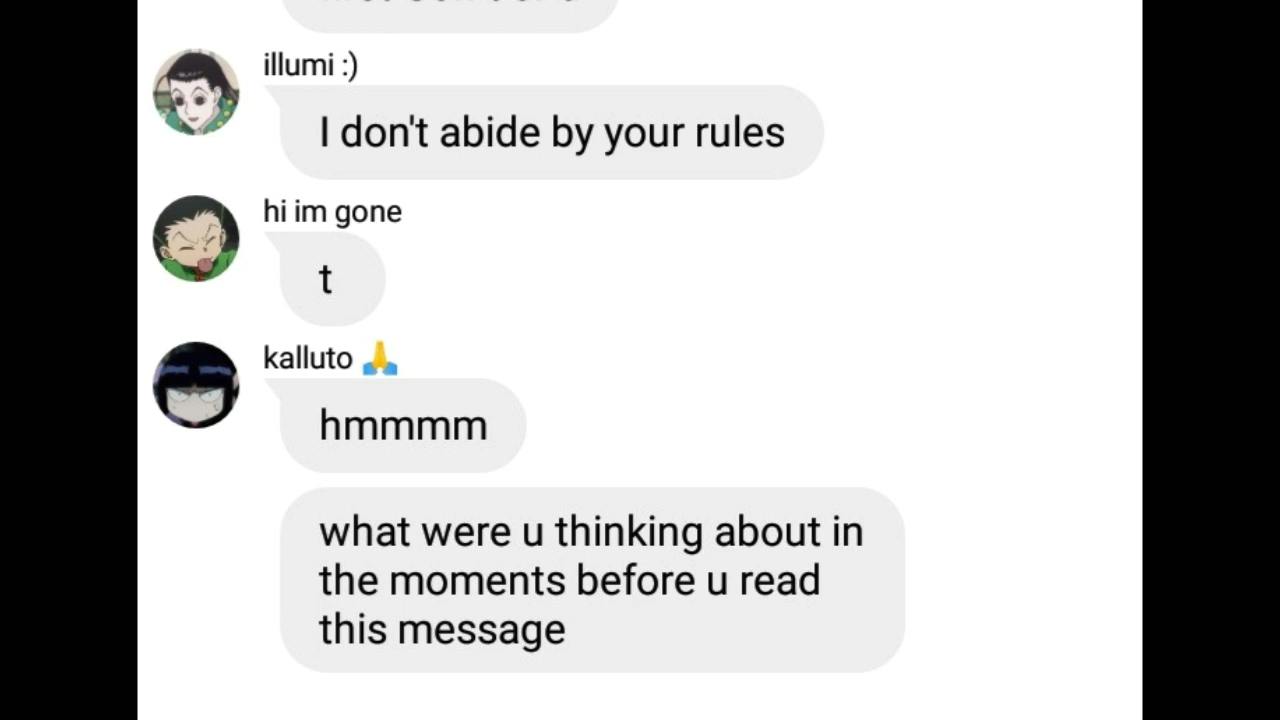 illumi :)
I don't abide by your rules
hi im gone
t
kalluto 🙏
hmmmm
what were u thinking about in
the moments before u read
this message